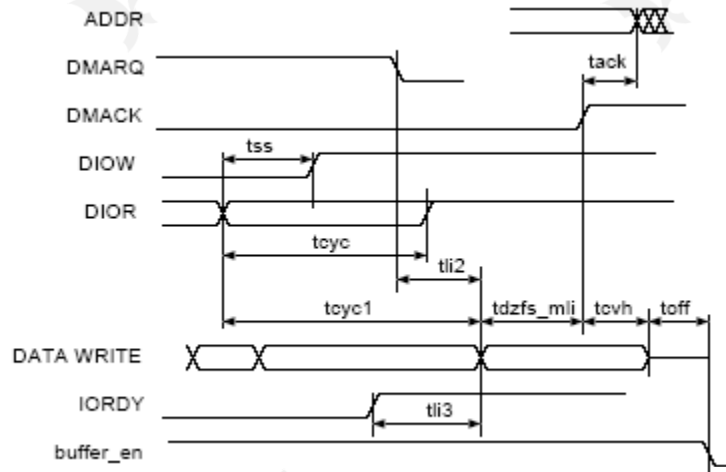 ADDR
DMARQ
tack
DMACK
tss
DIOW
DIOR
tcyc
tli2
tcyc1 tdzfs_mli tcvh toff
DATA WRITE
IORDY
tli3
buffer_en